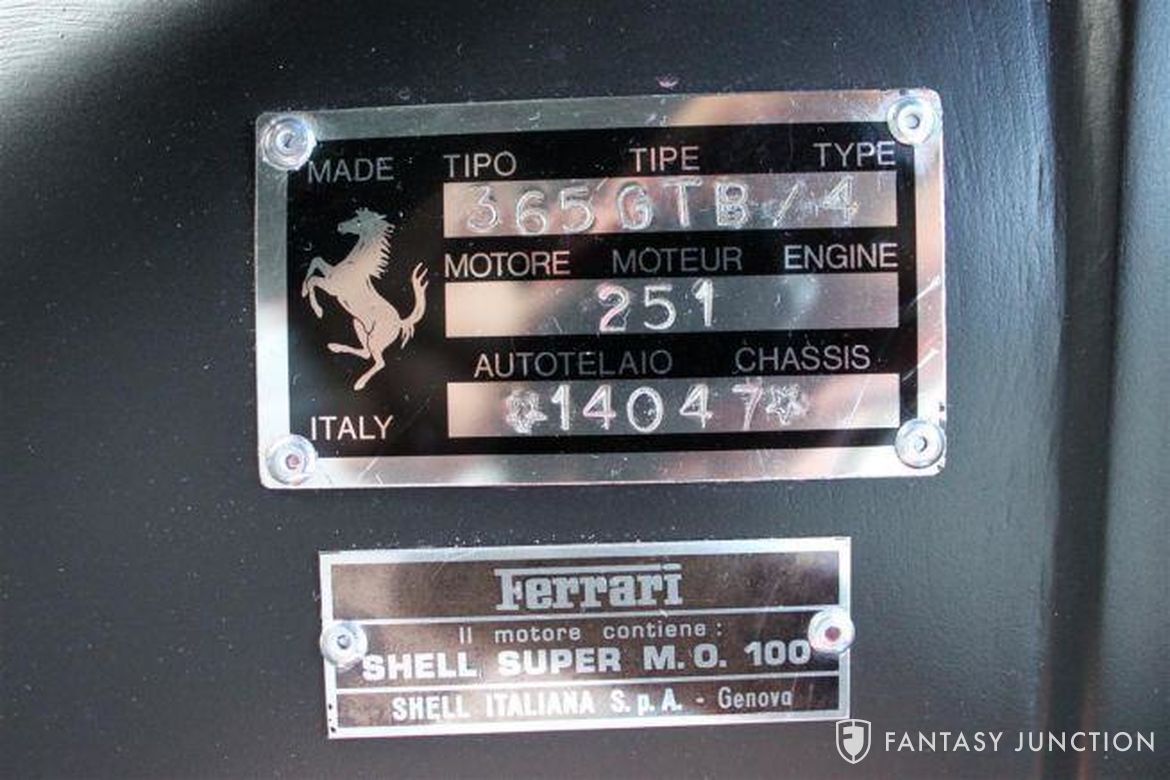 MADE TIPO TIPE TYPE
365GTB/4
MOTORE MOTEUR ENGINE
251
AUTOTELAIO CHASSIS
☆14047☆
ITALY
Ferrari
Il motore contiene:
SHELL SUPER M.O. 100
SHELL ITALIANA S.p.A. - Genova
FANTASY JUNCTION